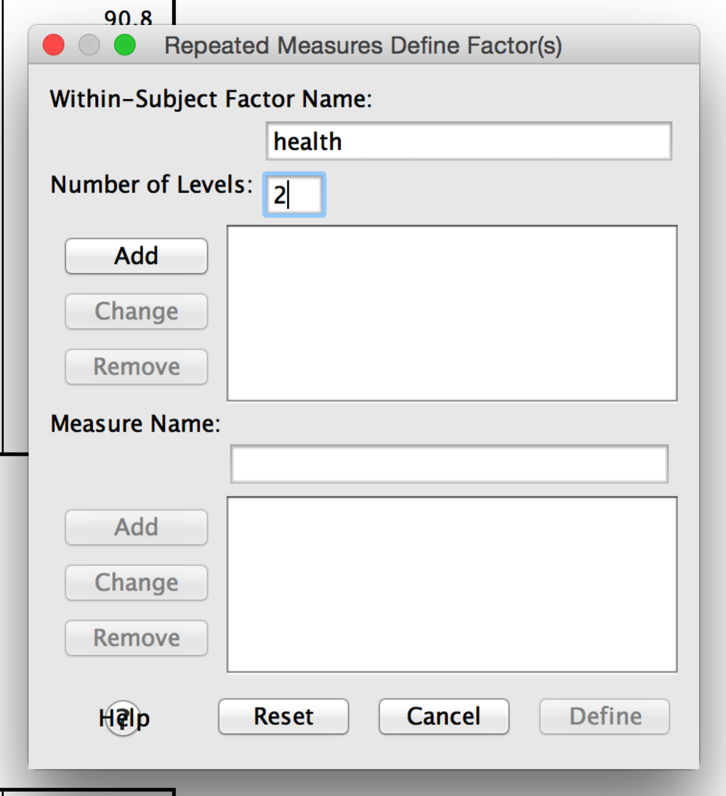 90.8
Repeated Measures Define Factor(s)
Within-Subject Factor Name:
health
Number of Levels: 2
Add
Change
Remove
Measure Name:
Add
Change
Remove
Help ? Reset Cancel Define